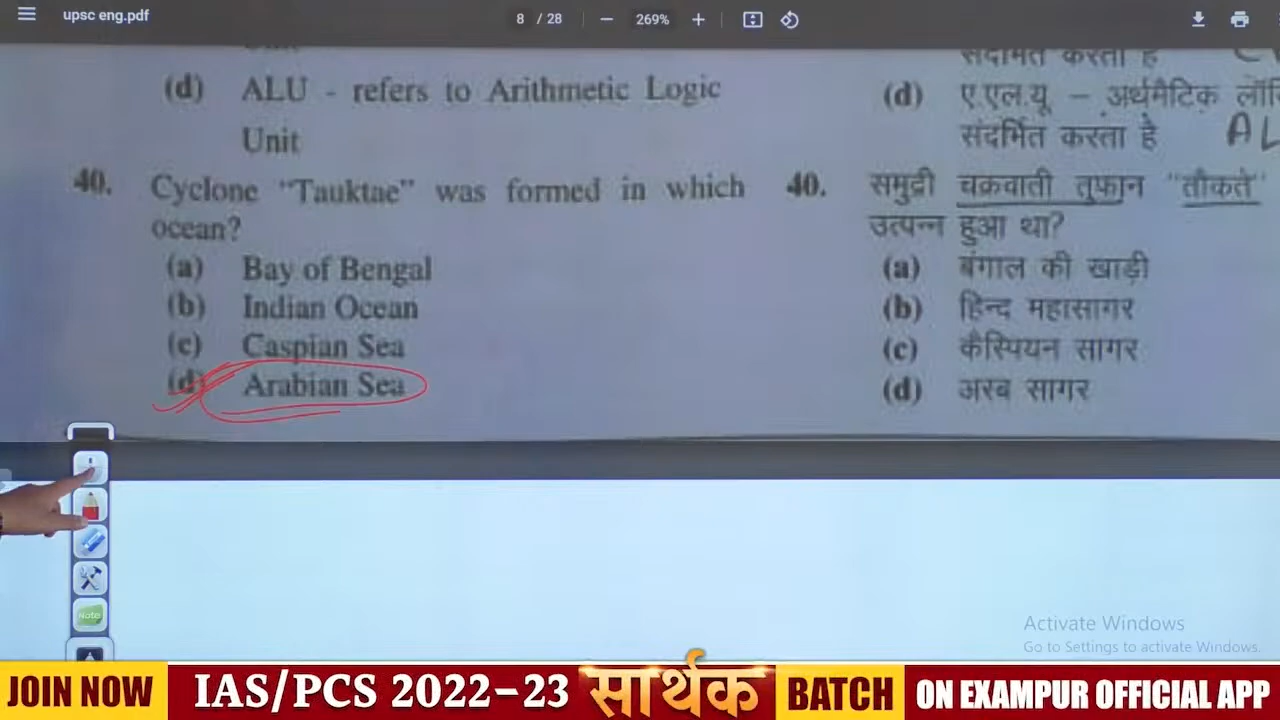 upsc eng.pdf
8 / 28
269%
(d) ALU - refers to Arithmetic Logic
Unit
40. Cyclone "Tauktae" was formed in which
ocean?
(a) Bay of Bengal
(b) Indian Ocean
(c) Caspian Sea
(d) Arabian Sea
संदर्भित करता है
(d) ए.एल.यू – अर्थमैटिक
संदर्भित करता है
40. समुद्री चक्रवाती तूफान "तौकते"
उत्पन्न हुआ था?
(a) बंगाल की खाड़ी
(b) हिन्द महासागर
(c) कैस्पियन सागर
(d) अरब सागर
Note
Activate Windows
Go to Settings to activate Windows.
JOIN NOW IAS/PCS 2022-23 सार्थक BATCH ON EXAMPUR OFFICIAL APP